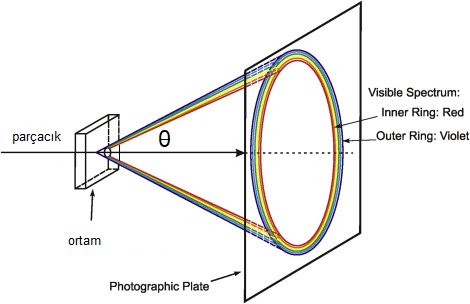 parçacık
θ
Visible Spectrum:
Inner Ring: Red
Outer Ring: Violet
ortam
Photographic Plate